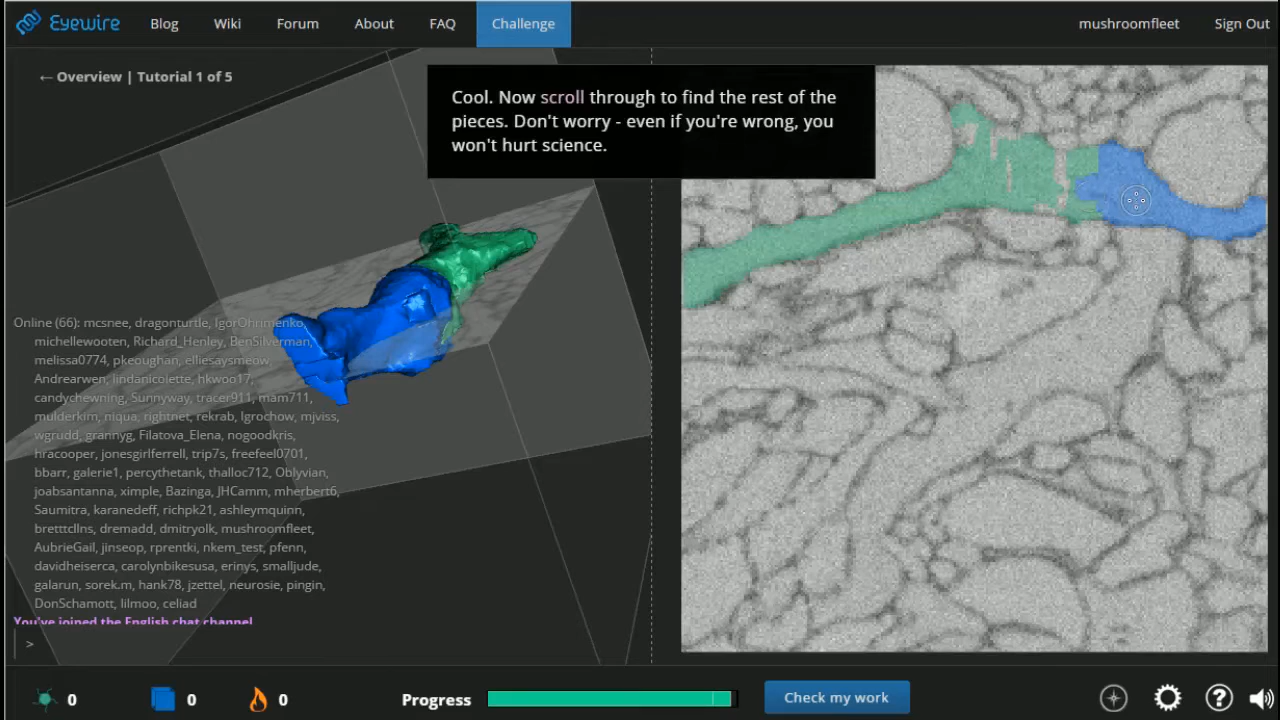 Eyewire Blog Wiki Forum About FAQ Challenge mushroomfleet Sign Out
← Overview | Tutorial 1 of 5
Cool. Now scroll through to find the rest of the
pieces. Don't worry - even if you're wrong, you
won't hurt science.
Online (66): mcsnee, dragonturtle, IgorOhrimenko,
michellewooten, Richard_Henley, BenSilverman,
melissa0774, pkeoughan, elliesaysmeow,
Andrearwen, lindanicolette, hkwoo17,
candychewning, Sunnyway, tracer911, mam711,
mulderkim, niqua, rightnet, rekrab, lgrochow, mjviss,
wgrudd, grannyg, Filatova_Elena, nogoodkris,
hracooper, jonesgirlferrell, trip7s, freefeel0701,
bbarr, galerie1, percythetank, thalloc712, Oblyvian,
joabsantanna, ximple, Bazinga, JHCamm, mherbert6,
Saumitra, karanedeff, richpk21, ashleymquinn,
bretttcllns, dremadd, dmitryolk, mushroomfleet,
AubrieGail, jinseop, rprentki, nkem_test, pfenn,
davidheiserca, carolynbikesusa, erinys, smalljude,
galarun, sorek.m, hank78, jzettel, neurosie, pingin,
DonSchamott, lilmoo, celiad
You've joined the English chat channel
>
0 0 0 Progress Check my work ?